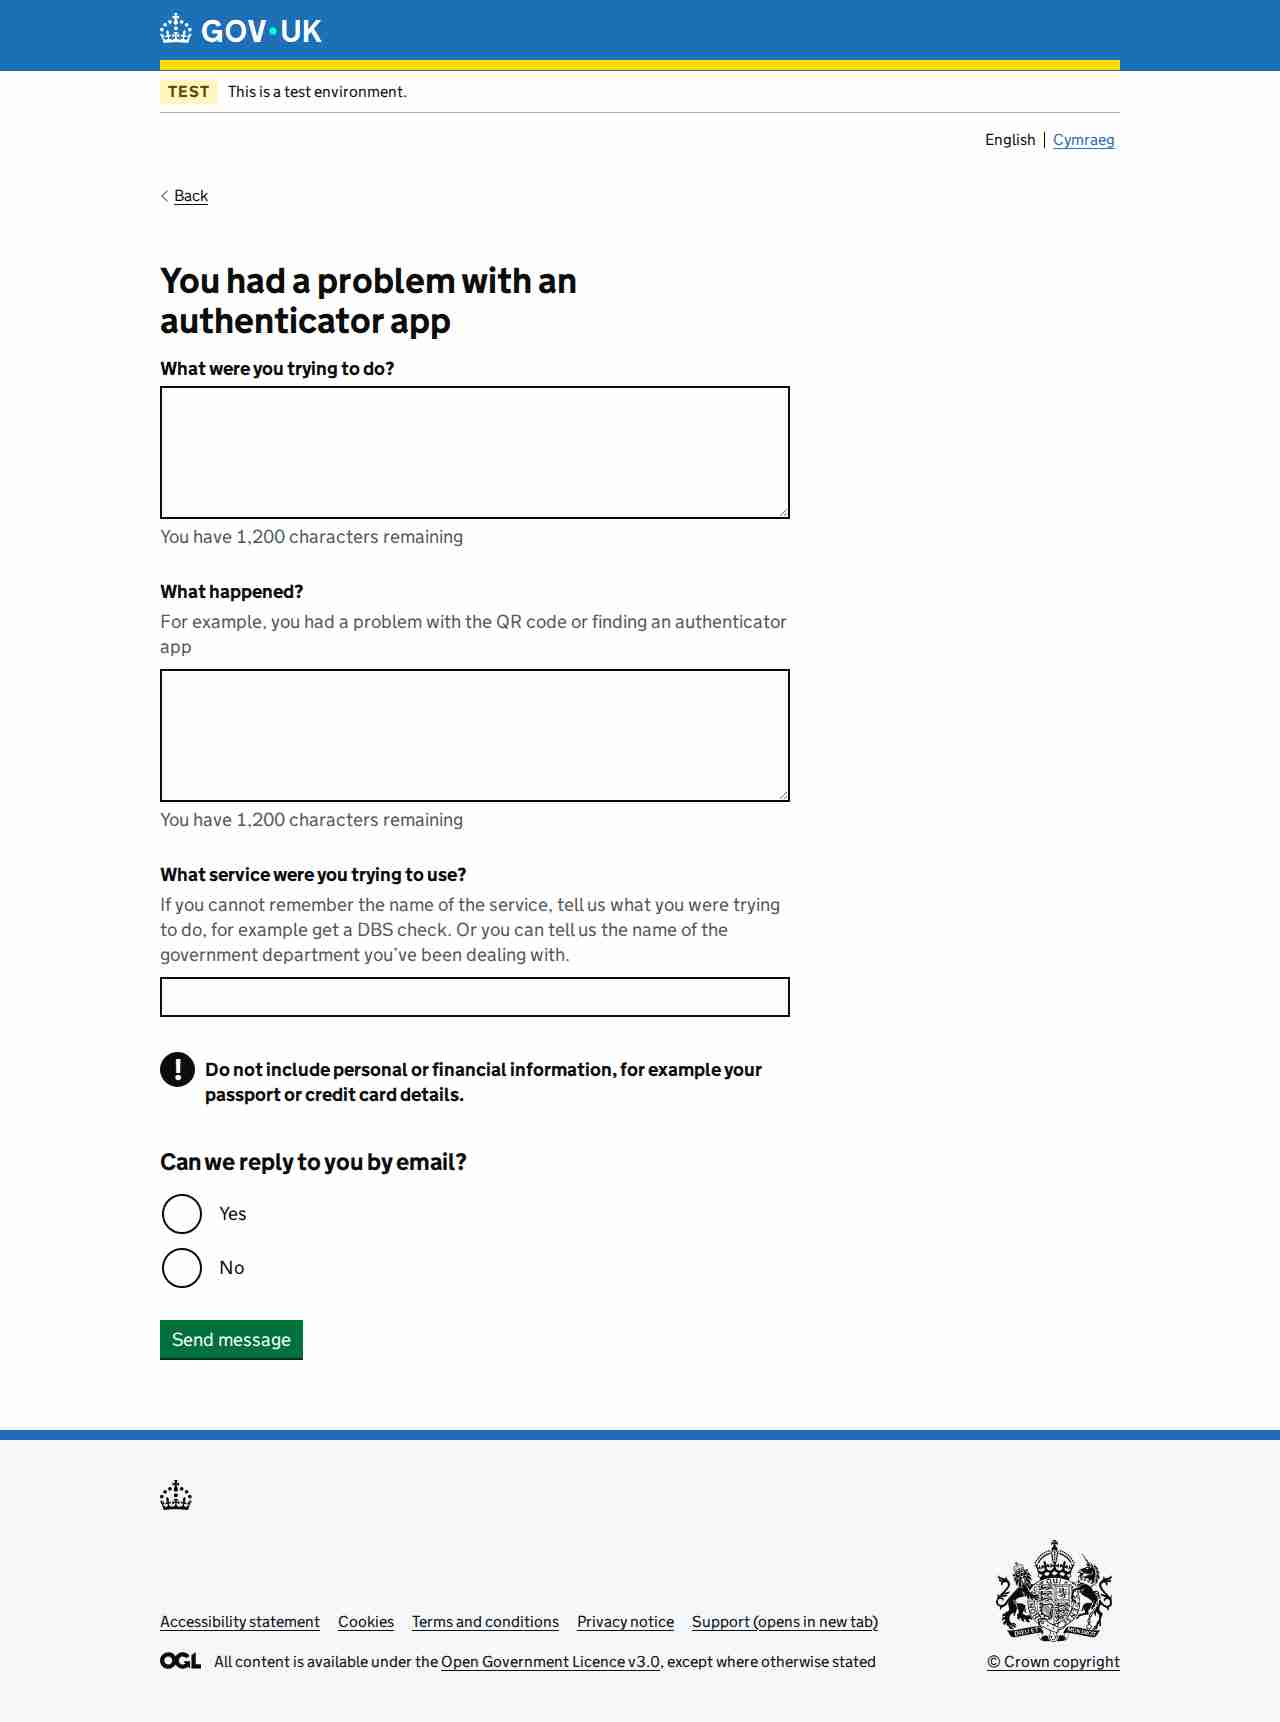 GOV•UK
TEST This is a test environment.
English Cymraeg
Back
You had a problem with an
authenticator app
What were you trying to do?
You have 1,200 characters remaining
What happened?
For example, you had a problem with the QR code or finding an authenticator
app
You have 1,200 characters remaining
What service were you trying to use?
If you cannot remember the name of the service, tell us what you were trying
to do, for example get a DBS check. Or you can tell us the name of the
government department you’ve been dealing with.
! Do not include personal or financial information, for example your
passport or credit card details.
Can we reply to you by email?
Yes
No
Send message
Accessibility statement Cookies Terms and conditions Privacy notice Support (opens in new tab)
OGL All content is available under the Open Government Licence v3.0, except where otherwise stated
© Crown copyright